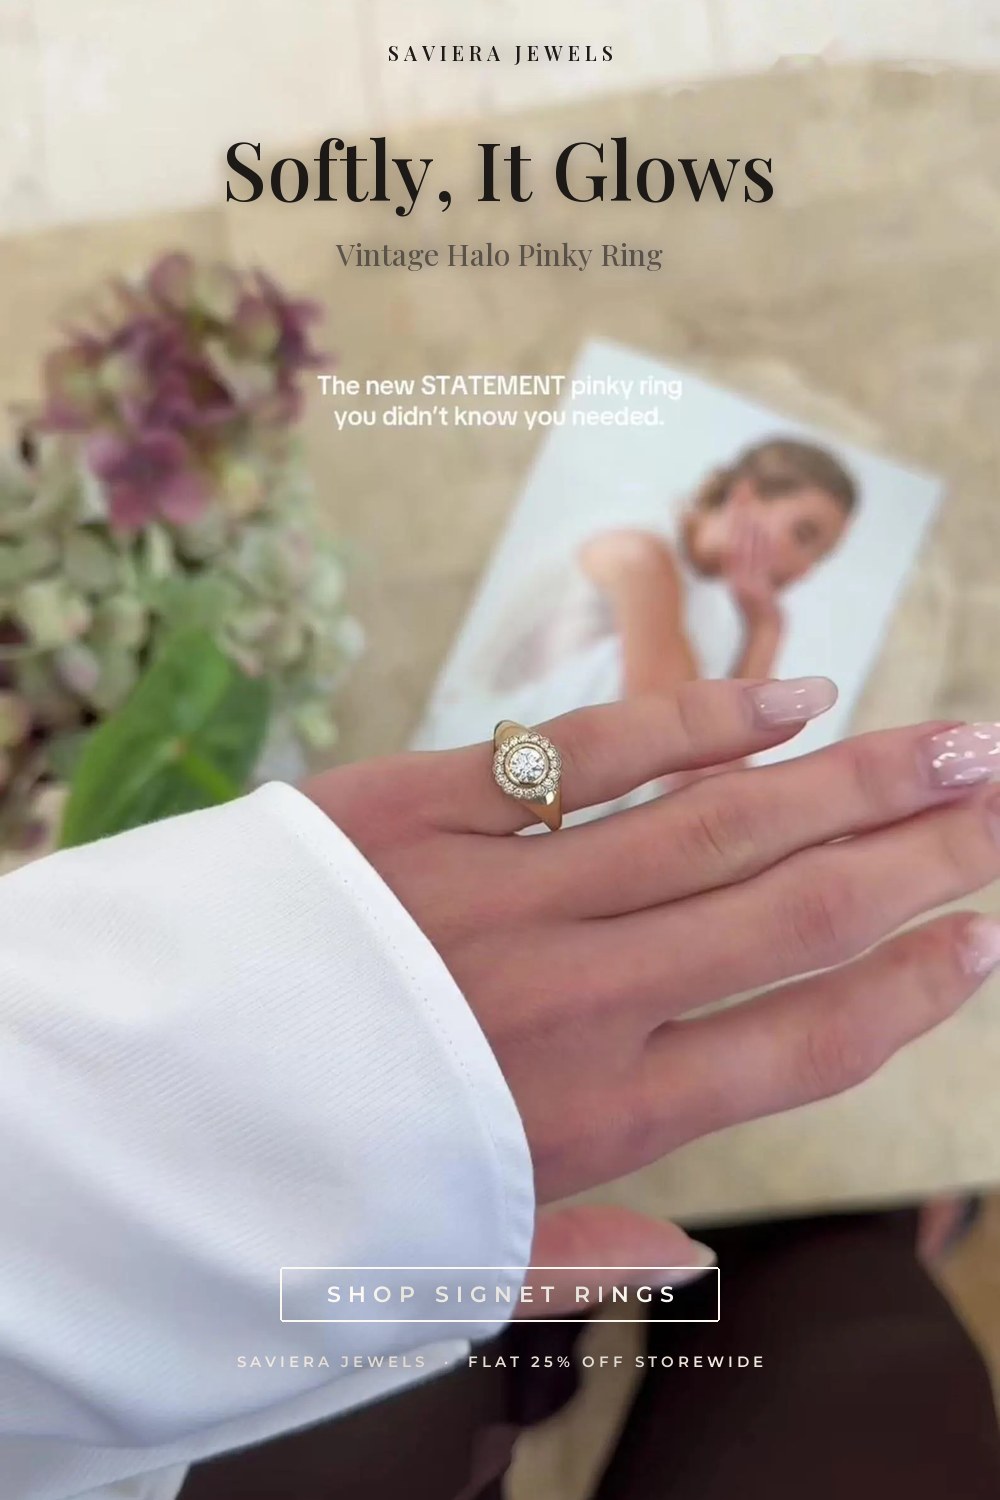 SAVIERA JEWELS
Softly, It Glows
Vintage Halo Pinky Ring
The new STATEMENT pinky ring
you didn't know you needed.
SHOP SIGNET RINGS
SAVIERA JEWELS · FLAT 25% OFF STOREWIDE